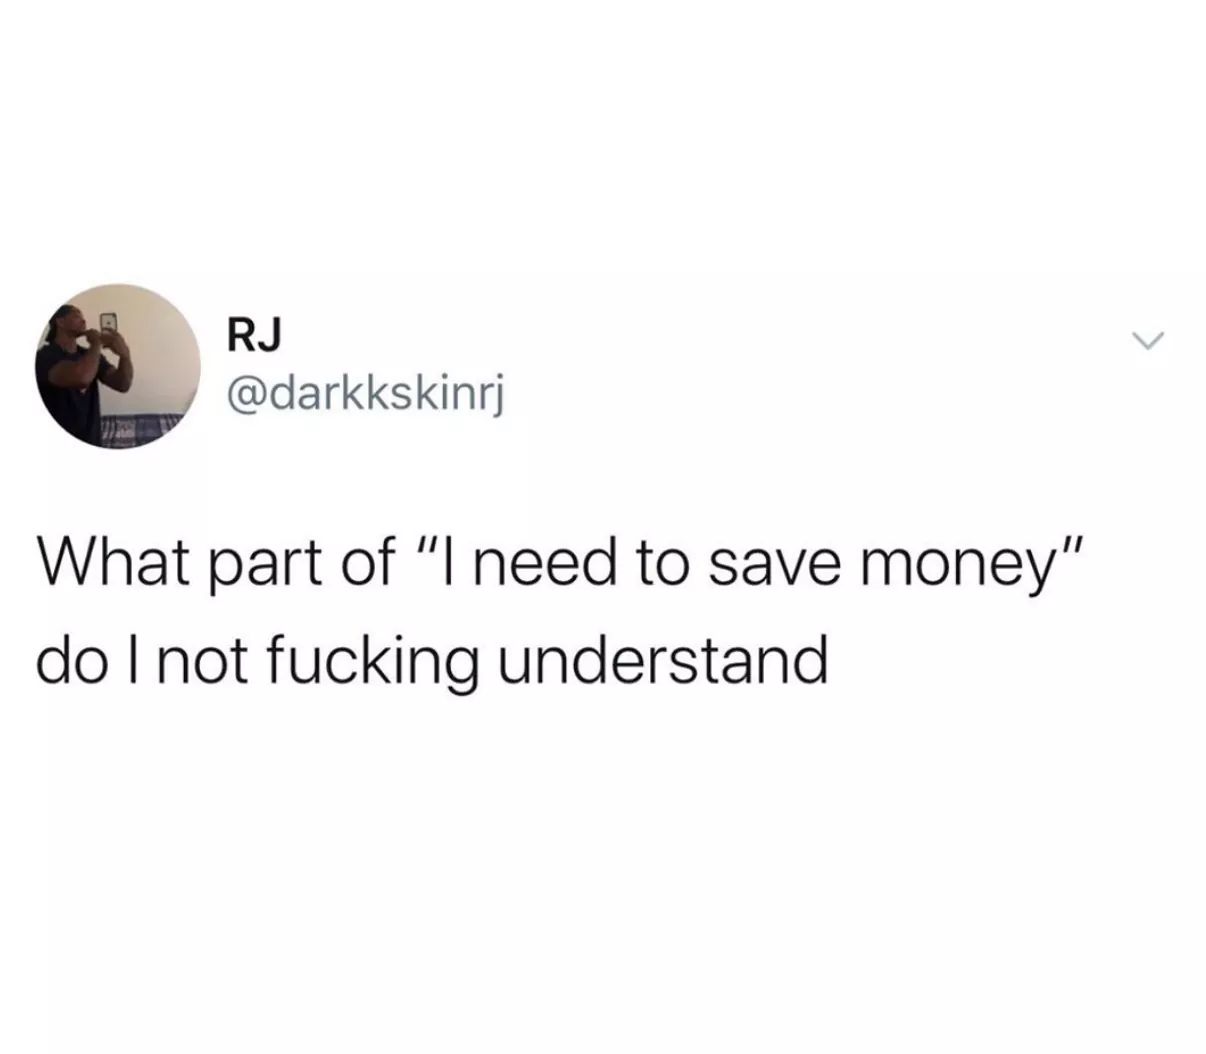 RJ
@darkkskinrj
What part of “I need to save money”
do I not fucking understand